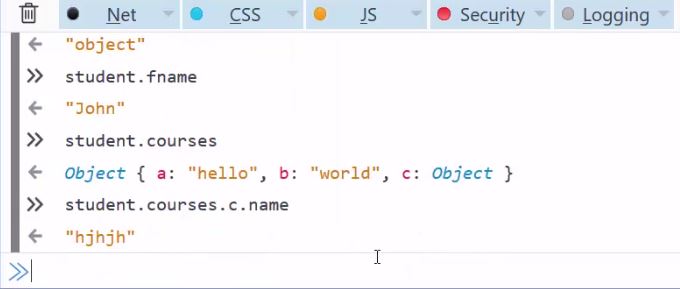 Net CSS JS Security Logging
"object"
student.fname
"John"
student.courses
Object { a: "hello", b: "world", c: Object }
student.courses.c.name
"hjhjh"